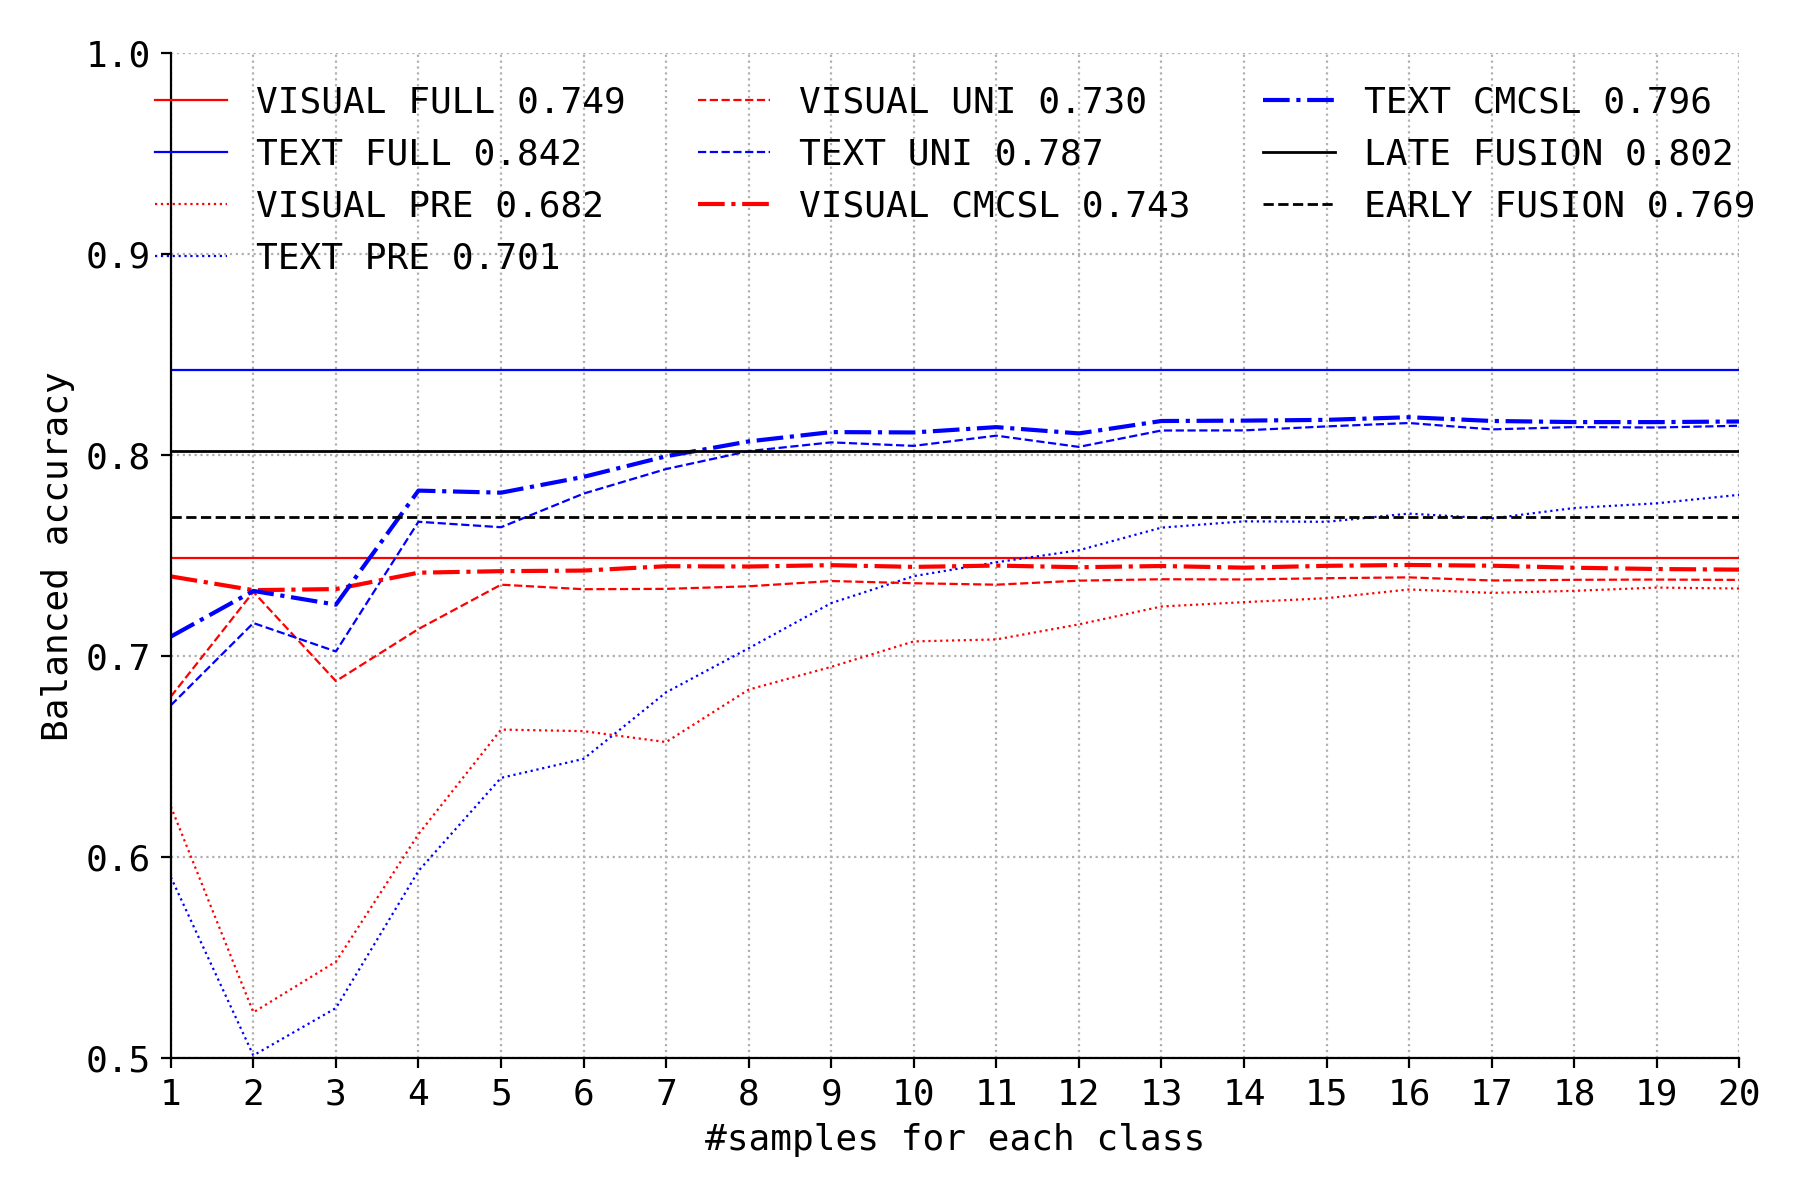 VISUAL FULL 0.749
TEXT FULL 0.842
VISUAL PRE 0.682
TEXT PRE 0.701
VISUAL UNI 0.730
TEXT UNI 0.787
VISUAL CMCSL 0.743
TEXT CMCSL 0.796
LATE FUSION 0.802
EARLY FUSION 0.769
Balanced accuracy
1.0
0.9
0.8
0.7
0.6
0.5
1 2 3 4 5 6 7 8 9 10 11 12 13 14 15 16 17 18 19 20
#samples for each class